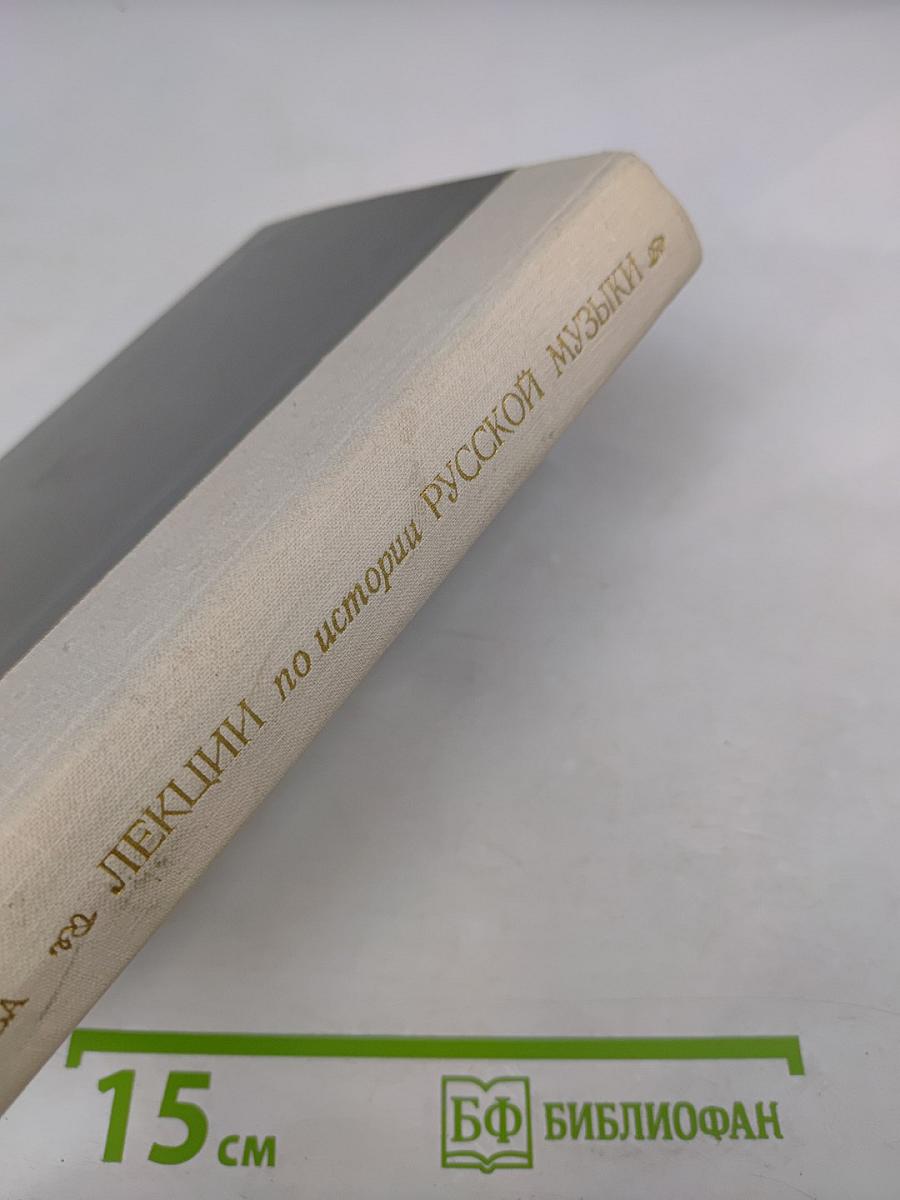 ЛЕКЦИИ по истории РУССКОЙ МУЗЫКИ
15 см
БФ БИБЛИОФАН